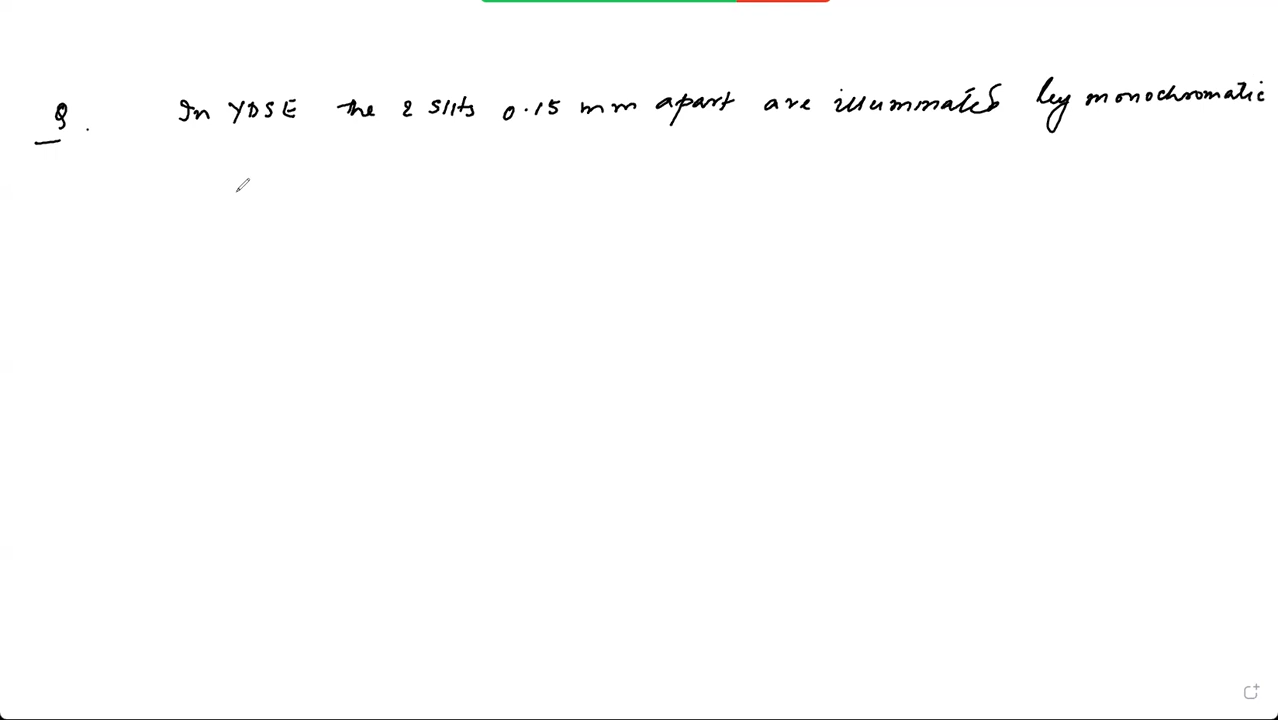 Q. In YDSE the 2 slits 0.15 mm apart are illuminated by monochromatic